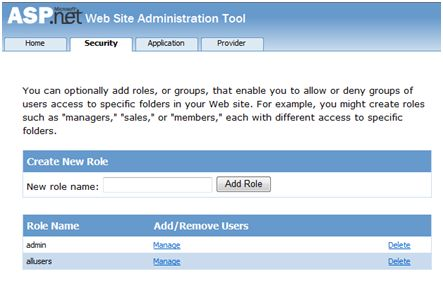 Microsoft
ASP.net Web Site Administration Tool
Home Security Application Provider
You can optionally add roles, or groups, that enable you to allow or deny groups of
users access to specific folders in your Web site. For example, you might create roles
such as "managers," "sales," or "members," each with different access to specific
folders.
Create New Role
New role name: Add Role
Role Name Add/Remove Users
admin Manage Delete
allusers Manage Delete